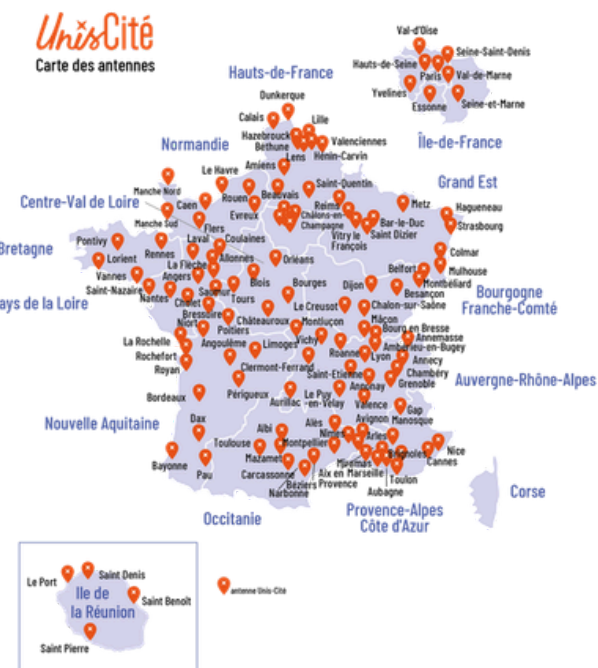 UnisCité
Carte des antennes
Val-d'Oise
Seine-Saint-Denis
Hauts-de-Seine
Paris
Val-de-Marne
Yvelines
Essonne
Seine-et-Marne
Île-de-France
Hauts-de-France
Dunkerque
Calais
Lille
Hazebrouck
Béthune
Valenciennes
Lens
Hénin-Carvin
Amiens
Normandie
Le Havre
Saint-Quentin
Grand Est
Manche Nord
Rouen
Beauvais
Centre-Val de Loire
Caen
Reims
Metz
Hagueneau
Evreux
Châlons-en-
Champagne
Bar-le-Duc
Strasbourg
Manche Sud
Flers
Vitry le
François
Saint Dizier
Bretagne
Pontivy
Laval
Coulaines
Colmar
Rennes
Lorient
Allonnes
Orléans
La Flèche
Belfort
Mulhouse
Vannes
Angers
Blois
Bourges
Dijon
Montbéliard
Saint-Nazaire
Saumur
Besançon
Bourgogne
Franche-Comté
Nantes
Cholet
Tours
Le Creusot
Chalon-sur-Saône
ays de la Loire
Bressuire
Châteauroux
Montluçon
Mâcon
Niort
Poitiers
Bourg en Bresse
Annemasse
La Rochelle
Angoulême
Limoges
Vichy
Ambérieu-en-Bugey
Rochefort
Roanne
Lyon
Annecy
Royan
Clermont-Ferrand
Saint-Etienne
Chambéry
Grenoble
Auvergne-Rhône-Alpes
Annonay
Bordeaux
Périgueux
Aurillac
Le Puy
-en-Velay
Valence
Gap
Nouvelle Aquitaine
Dax
Albi
Alès
Avignon
Manosque
Toulouse
Montpellier
Nîmes
Arles
Brignoles
Nice
Bayonne
Pau
Mazamet
Miramas
Cannes
Carcassonne
Aix en
Provence
Marseille
Toulon
Béziers
Narbonne
Aubagne
Occitanie
Provence-Alpes
Côte d'Azur
Corse
Le Port
Saint Denis
Ile de
la Réunion
Saint Benoît
Saint Pierre
antenne Unis-Cité